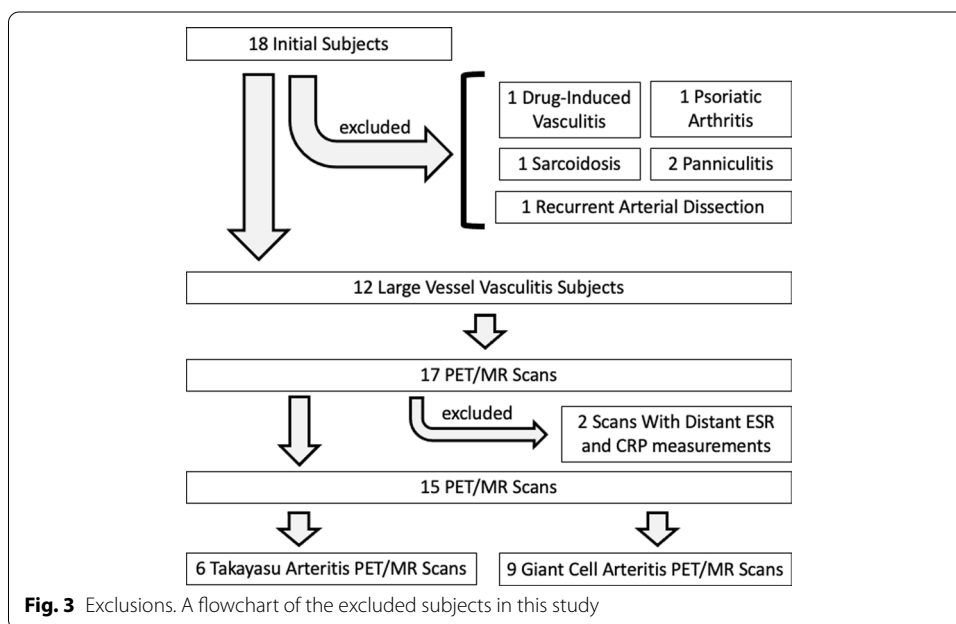 18 Initial Subjects
excluded
1 Drug-Induced
Vasculitis
1 Psoriatic
Arthritis
1 Sarcoidosis
2 Panniculitis
1 Recurrent Arterial Dissection
12 Large Vessel Vasculitis Subjects
17 PET/MR Scans
excluded
2 Scans With Distant ESR
and CRP measurements
15 PET/MR Scans
6 Takayasu Arteritis PET/MR Scans
9 Giant Cell Arteritis PET/MR Scans
Fig. 3 Exclusions. A flowchart of the excluded subjects in this study